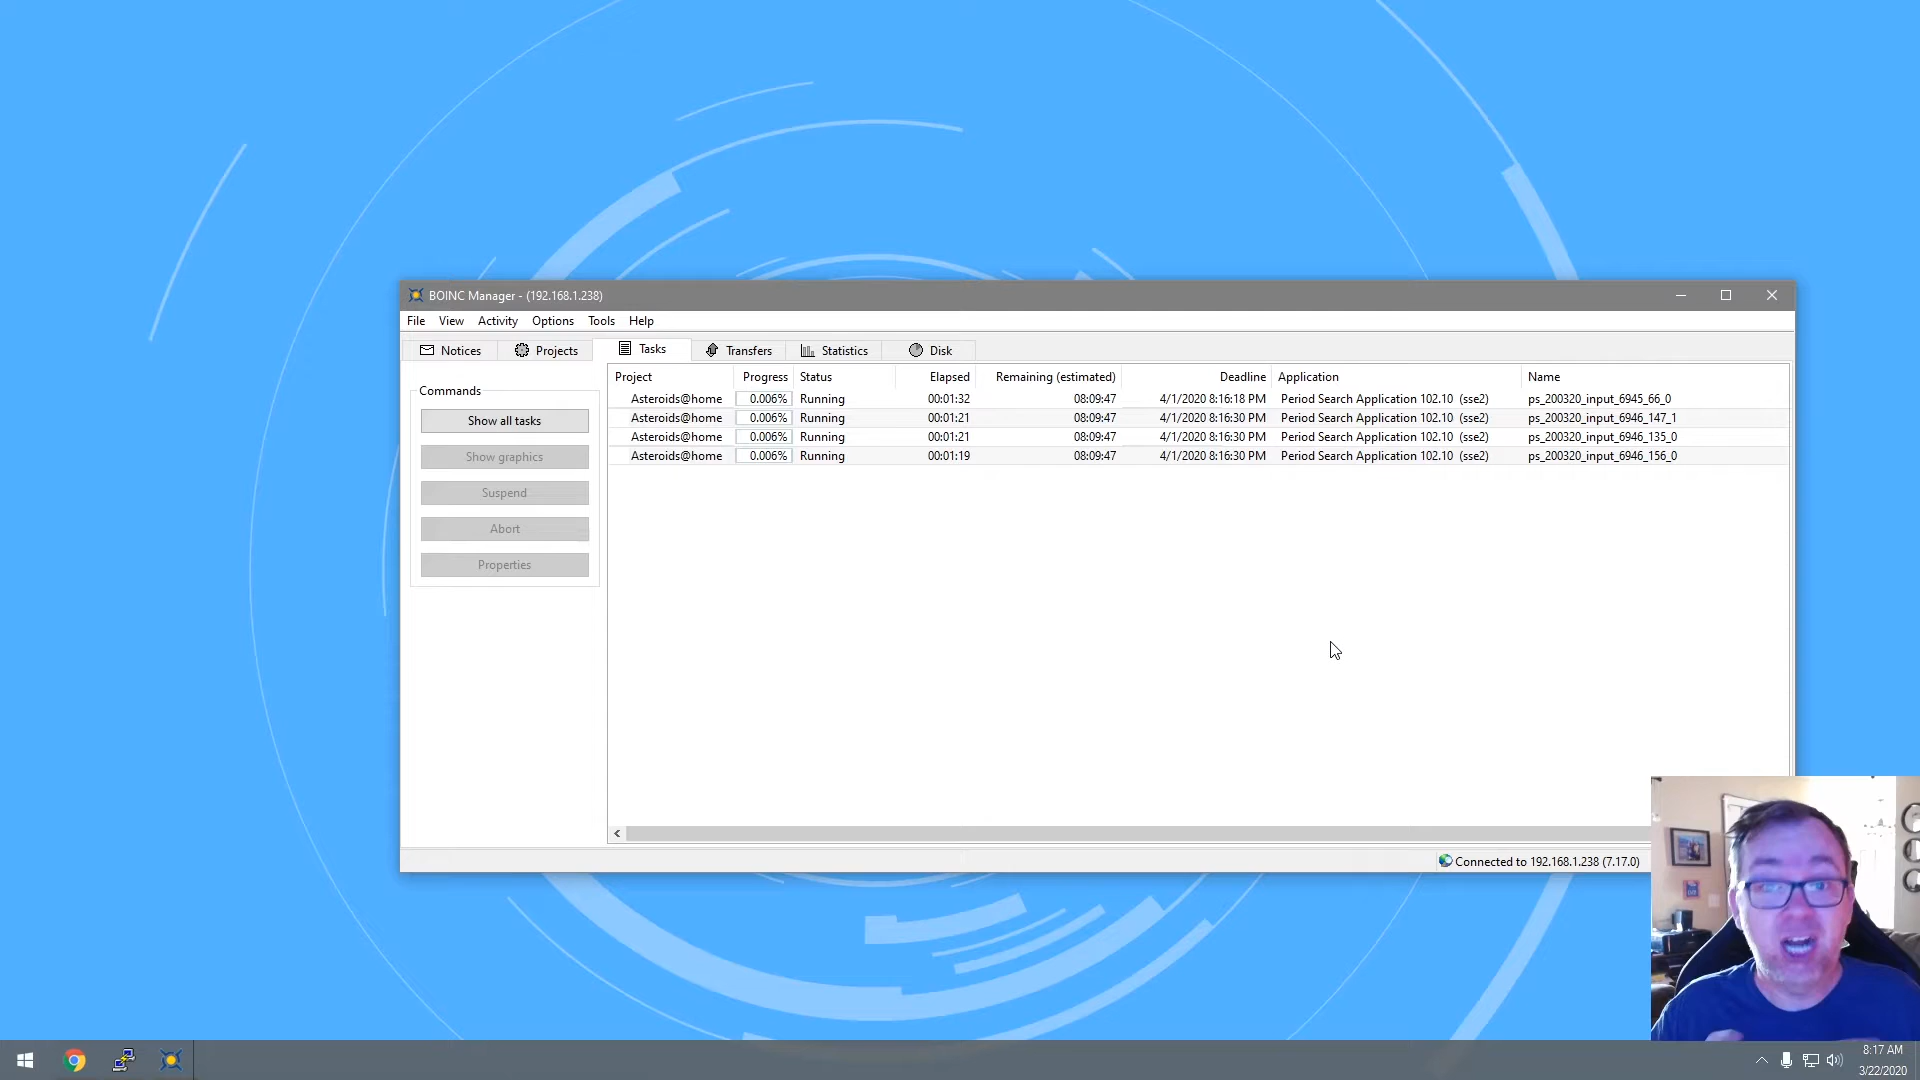 BOINC Manager - (192.168.1.238)
File View Activity Options Tools Help
Notices Projects Tasks Transfers Statistics Disk
Commands
Show all tasks
Show graphics
Suspend
Abort
Properties
Project Progress Status Elapsed Remaining (estimated) Deadline Application Name
Asteroids@home 0.006% Running 00:01:32 08:09:47 4/1/2020 8:16:18 PM Period Search Application 102.10 (sse2) ps_200320_input_6945_66_0
Asteroids@home 0.006% Running 00:01:21 08:09:47 4/1/2020 8:16:30 PM Period Search Application 102.10 (sse2) ps_200320_input_6946_147_1
Asteroids@home 0.006% Running 00:01:21 08:09:47 4/1/2020 8:16:30 PM Period Search Application 102.10 (sse2) ps_200320_input_6946_135_0
Asteroids@home 0.006% Running 00:01:19 08:09:47 4/1/2020 8:16:30 PM Period Search Application 102.10 (sse2) ps_200320_input_6946_156_0
Connected to 192.168.1.238 (7.17.0)
8:17 AM
3/22/2020